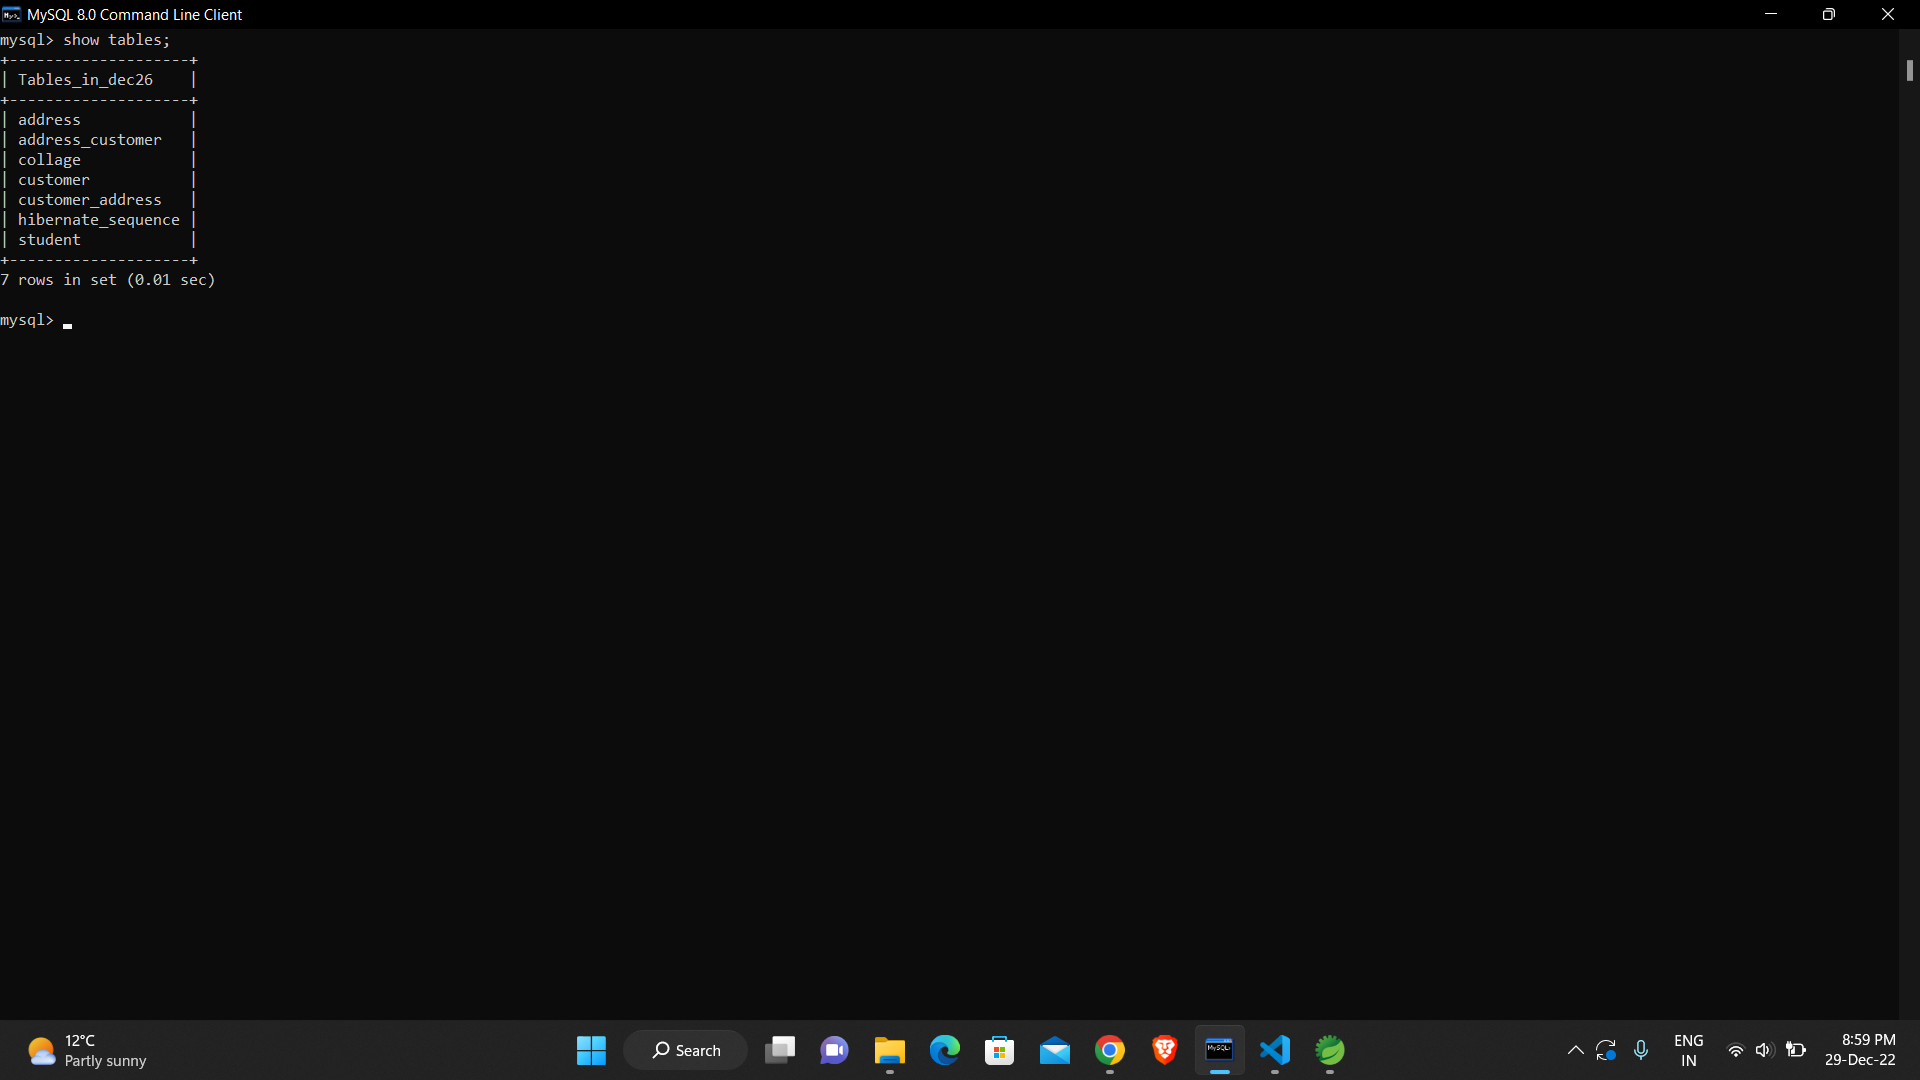 MySQL 8.0 Command Line Client
mysql> show tables;
+--------------------+
| Tables_in_dec26    |
+--------------------+
| address            |
| address_customer   |
| collage            |
| customer           |
| customer_address   |
| hibernate_sequence |
| student            |
+--------------------+
7 rows in set (0.01 sec)
mysql>
12°C
Partly sunny
Search
MySQL
ENG
IN
8:59 PM
29-Dec-22